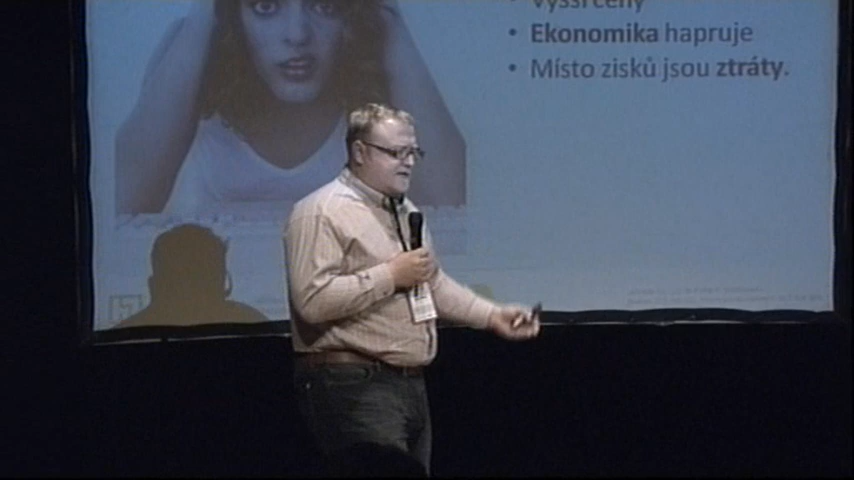 • Vyšší ceny
• Ekonomika hapruje
• Místo zisků jsou ztráty.